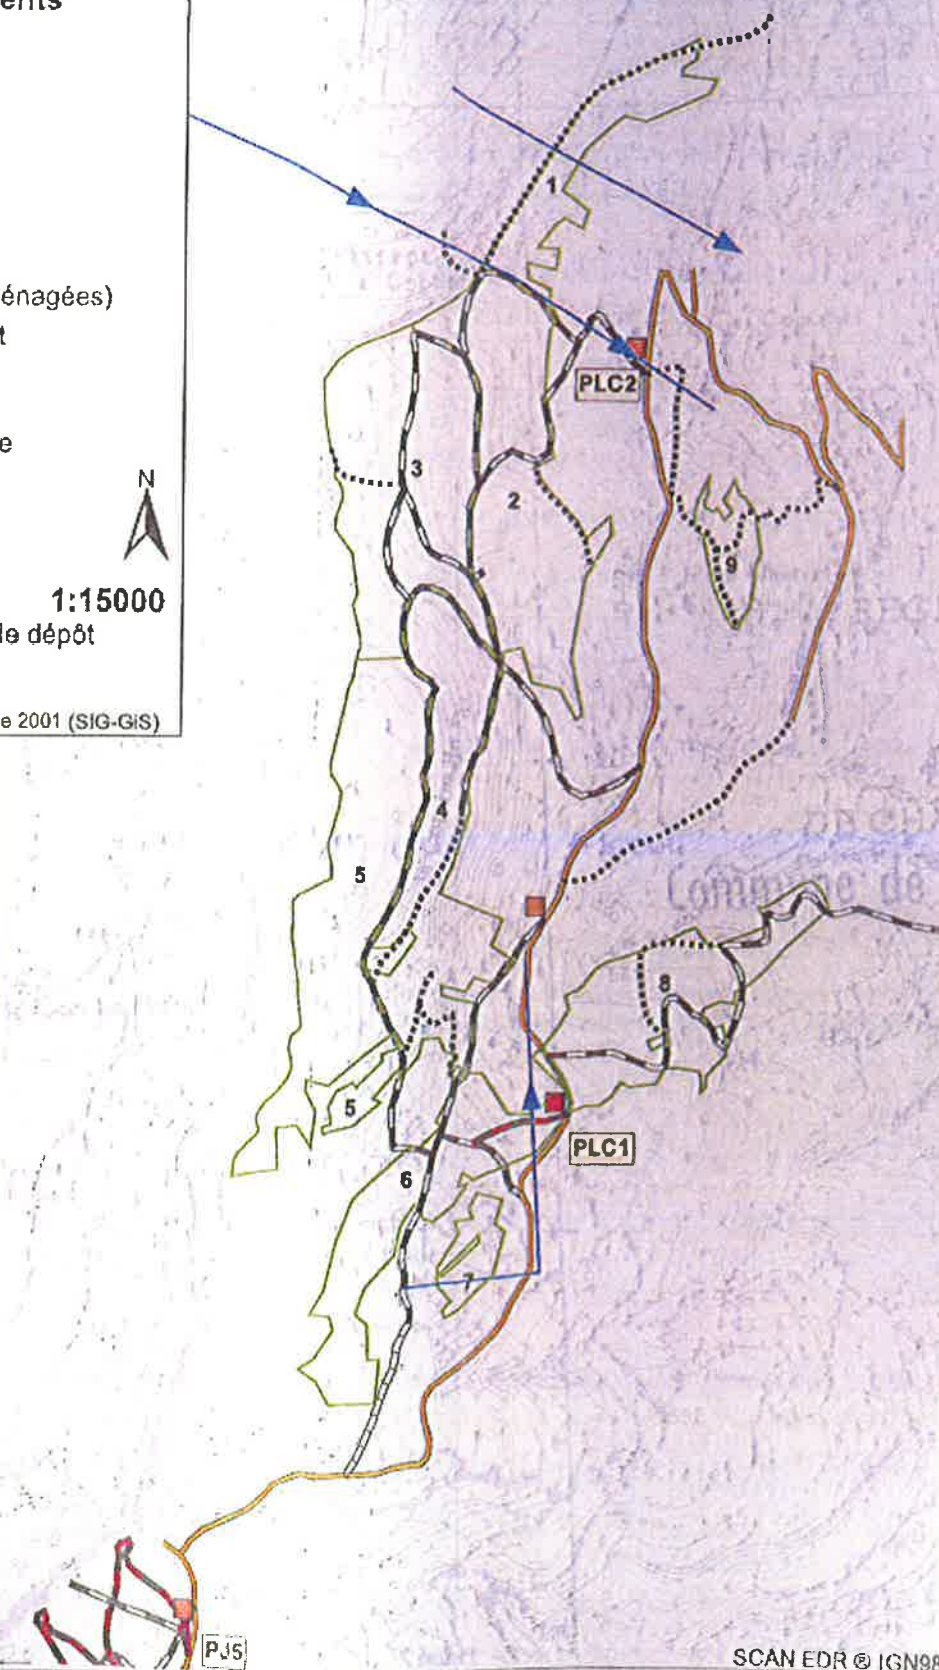 ents
énagées)
t
e
N
1:15000
le dépôt
e 2001 (SIG-GIS)
1
PLC2
3
2
9
4
5
Commune de
8
5
PLC1
6
7
PJ5
SCAN EDR ® IGN98